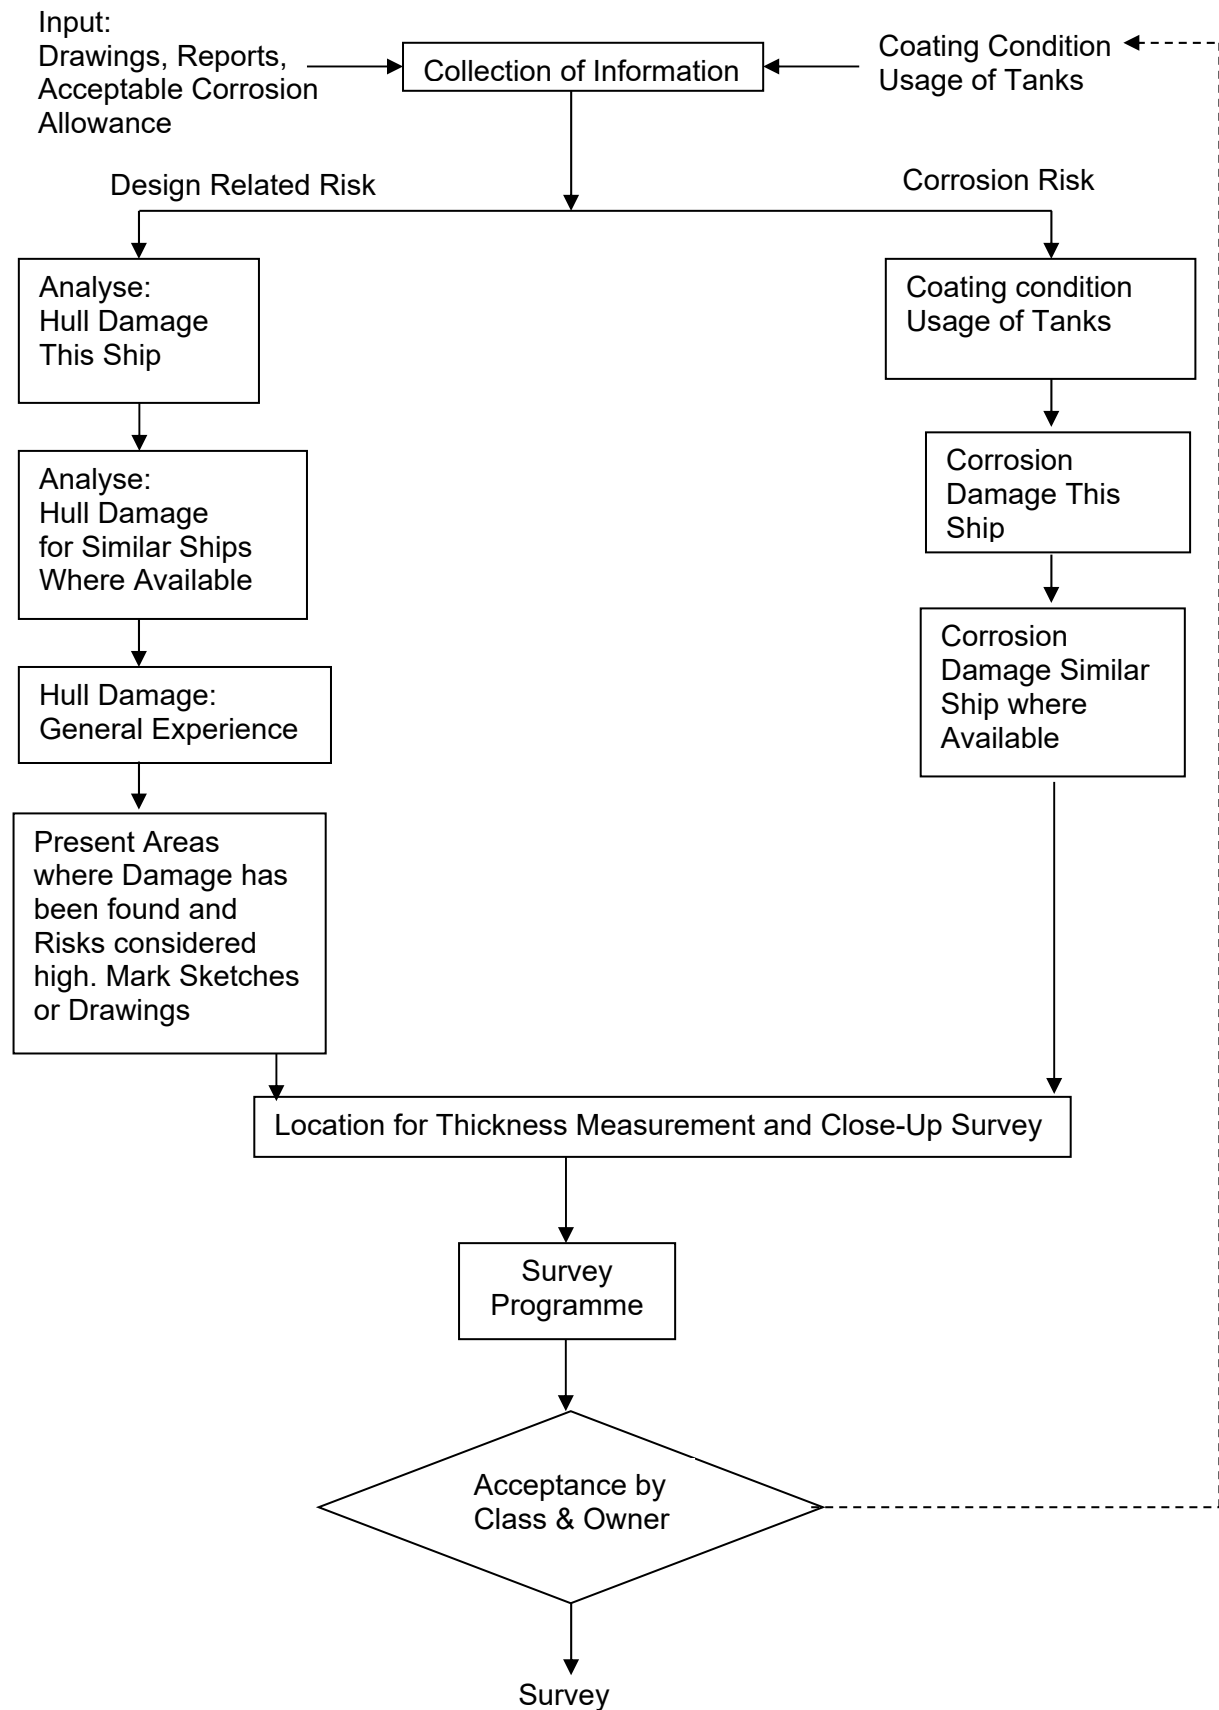 Input:
Drawings, Reports,
Acceptable Corrosion
Allowance
Collection of Information
Coating Condition
Usage of Tanks
Design Related Risk
Corrosion Risk
Analyse:
Hull Damage
This Ship
Coating condition
Usage of Tanks
Analyse:
Hull Damage
for Similar Ships
Where Available
Corrosion
Damage This
Ship
Hull Damage:
General Experience
Corrosion
Damage Similar
Ship where
Available
Present Areas
where Damage has
been found and
Risks considered
high. Mark Sketches
or Drawings
Location for Thickness Measurement and Close-Up Survey
Survey
Programme
Acceptance by
Class & Owner
Survey